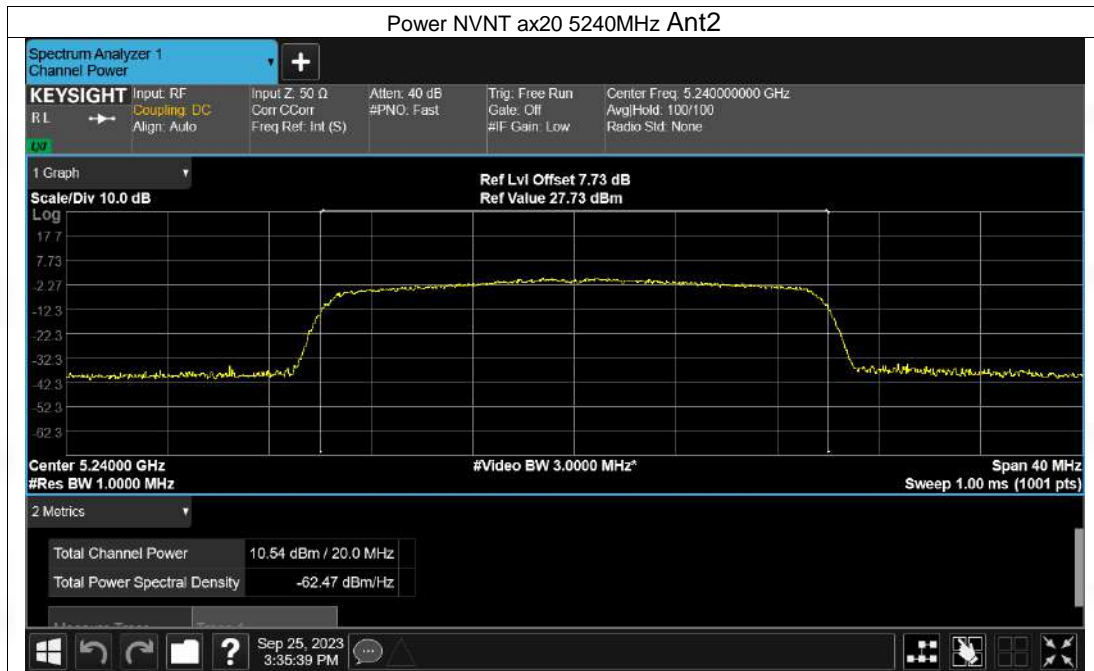 Power NVNT ax20 5240MHz Ant2
Spectrum Analyzer 1
Channel Power
KEYSIGHT
R L
LXI
Input: RF
Coupling: DC
Align: Auto
Input Z: 50 Ω
Corr CCorr
Freq Ref: Int (S)
Atten: 40 dB
#PNO: Fast
Trig: Free Run
Gate: Off
#IF Gain: Low
Center Freq: 5.240000000 GHz
Avg|Hold: 100/100
Radio Std: None
1 Graph
Scale/Div 10.0 dB
Ref Lvl Offset 7.73 dB
Ref Value 27.73 dBm
Log
17.7
7.73
-2.27
-12.3
-22.3
-32.3
-42.3
-52.3
-62.3
Center 5.24000 GHz
#Video BW 3.0000 MHz*
Span 40 MHz
#Res BW 1.0000 MHz
Sweep 1.00 ms (1001 pts)
2 Metrics
Total Channel Power 10.54 dBm / 20.0 MHz
Total Power Spectral Density -62.47 dBm/Hz
?
Sep 25, 2023
3:35:39 PM